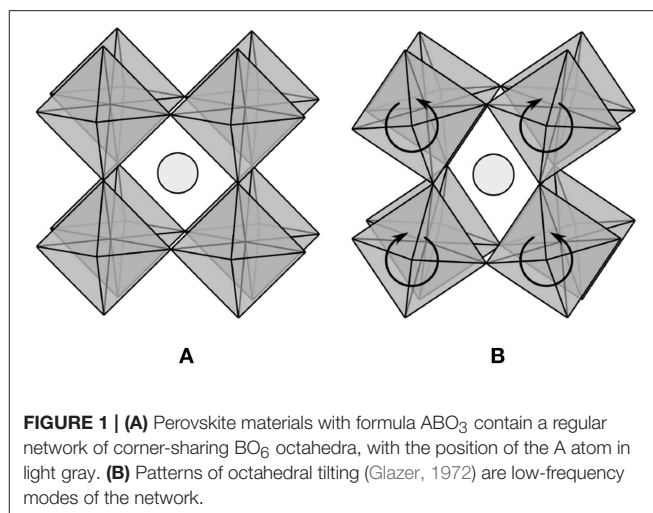 A
B
FIGURE 1 | (A) Perovskite materials with formula ABO₃ contain a regular
network of corner-sharing BO₆ octahedra, with the position of the A atom in
light gray. (B) Patterns of octahedral tilting (Glazer, 1972) are low-frequency
modes of the network.